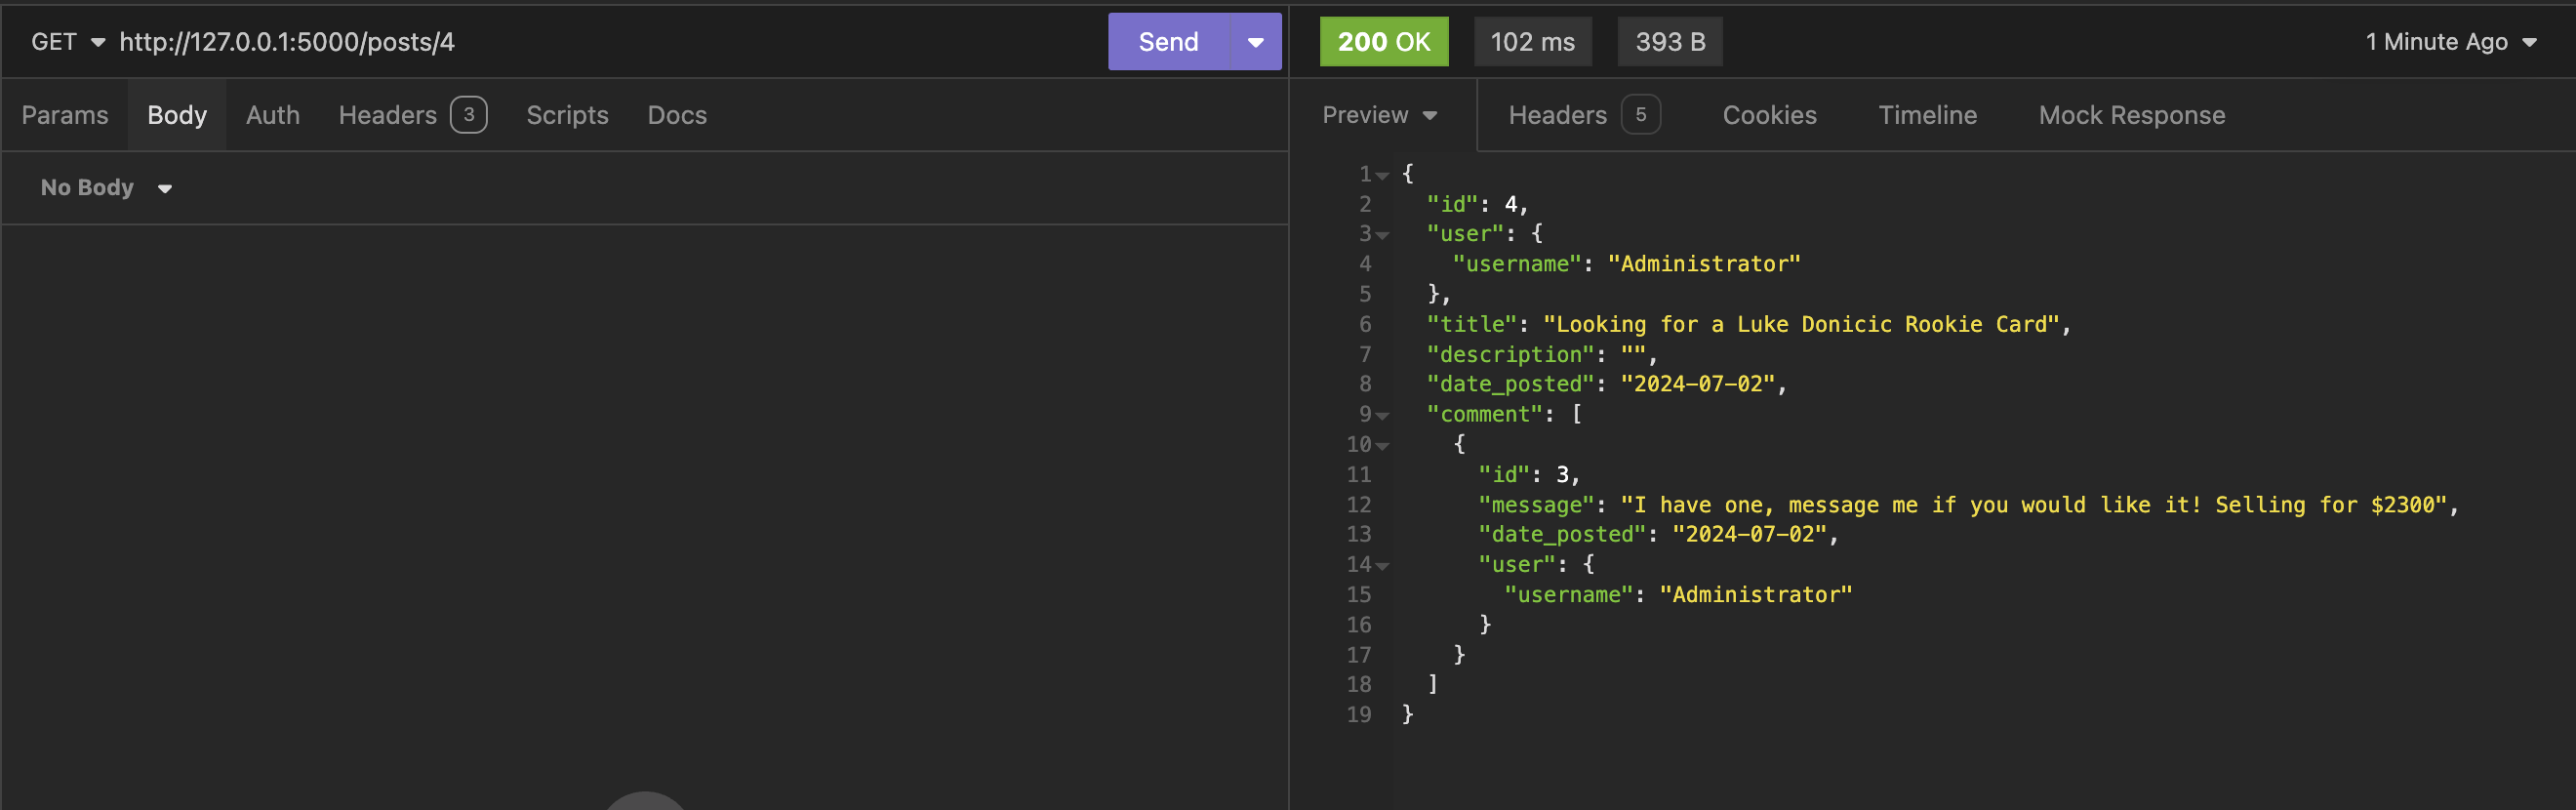 GET http://127.0.0.1:5000/posts/4 Send 200 OK 102 ms 393 B 1 Minute Ago
Params Body Auth Headers 3 Scripts Docs Preview Headers 5 Cookies Timeline Mock Response
No Body
1 {
2 "id": 4,
3 "user": {
4 "username": "Administrator"
5 },
6 "title": "Looking for a Luke Donicic Rookie Card",
7 "description": "",
8 "date_posted": "2024-07-02",
9 "comment": [
10 {
11 "id": 3,
12 "message": "I have one, message me if you would like it! Selling for $2300",
13 "date_posted": "2024-07-02",
14 "user": {
15 "username": "Administrator"
16 }
17 }
18 ]
19 }